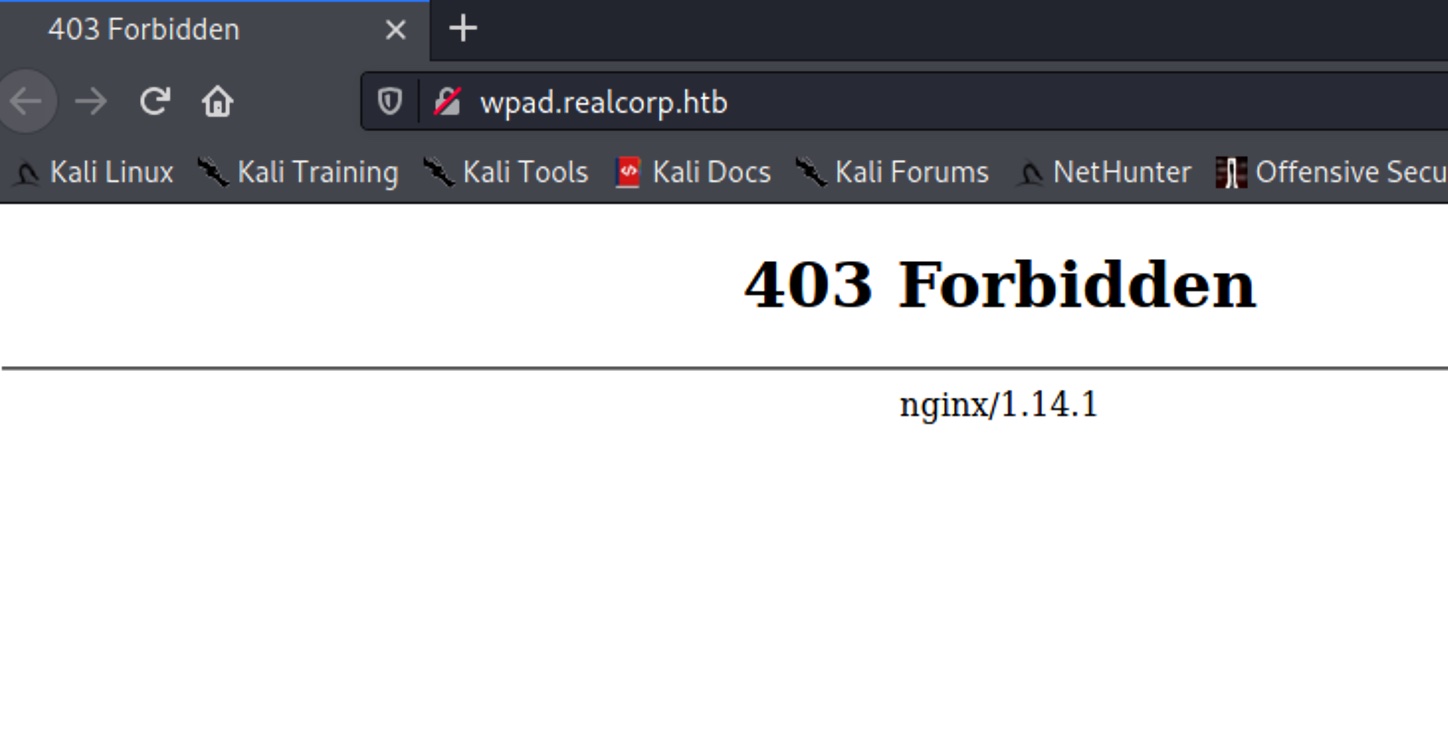 403 Forbidden
wpad.realcorp.htb
Kali Linux Kali Training Kali Tools Kali Docs Kali Forums NetHunter Offensive Secu
403 Forbidden
nginx/1.14.1